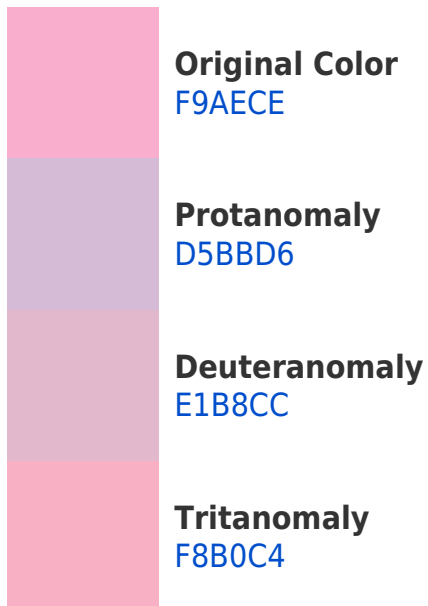 Original Color
F9AECE
Protanomaly
D5BBD6
Deuteranomaly
E1B8CC
Tritanomaly
F8B0C4